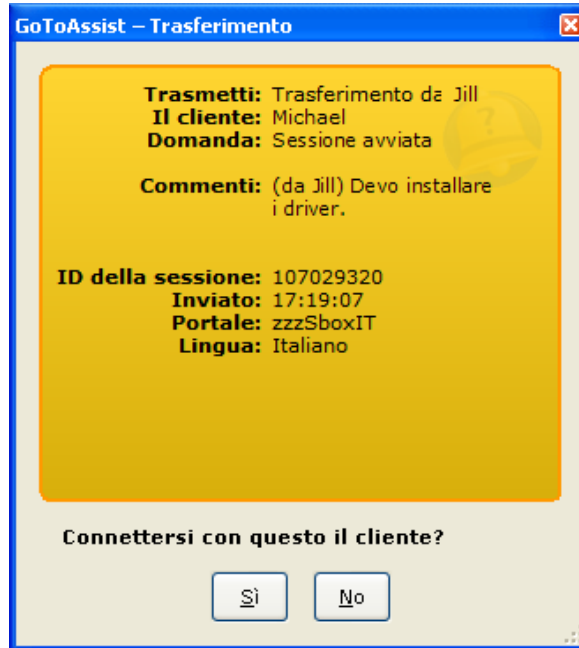 GoToAssist – Trasferimento
Trasmetti: Trasferimento da Jill
Il cliente: Michael
Domanda: Sessione avviata
Commenti: (da Jill) Devo installare
i driver.
ID della sessione: 107029320
Inviato: 17:19:07
Portale: zzzSboxIT
Lingua: Italiano
Connettersi con questo il cliente?
Sì No